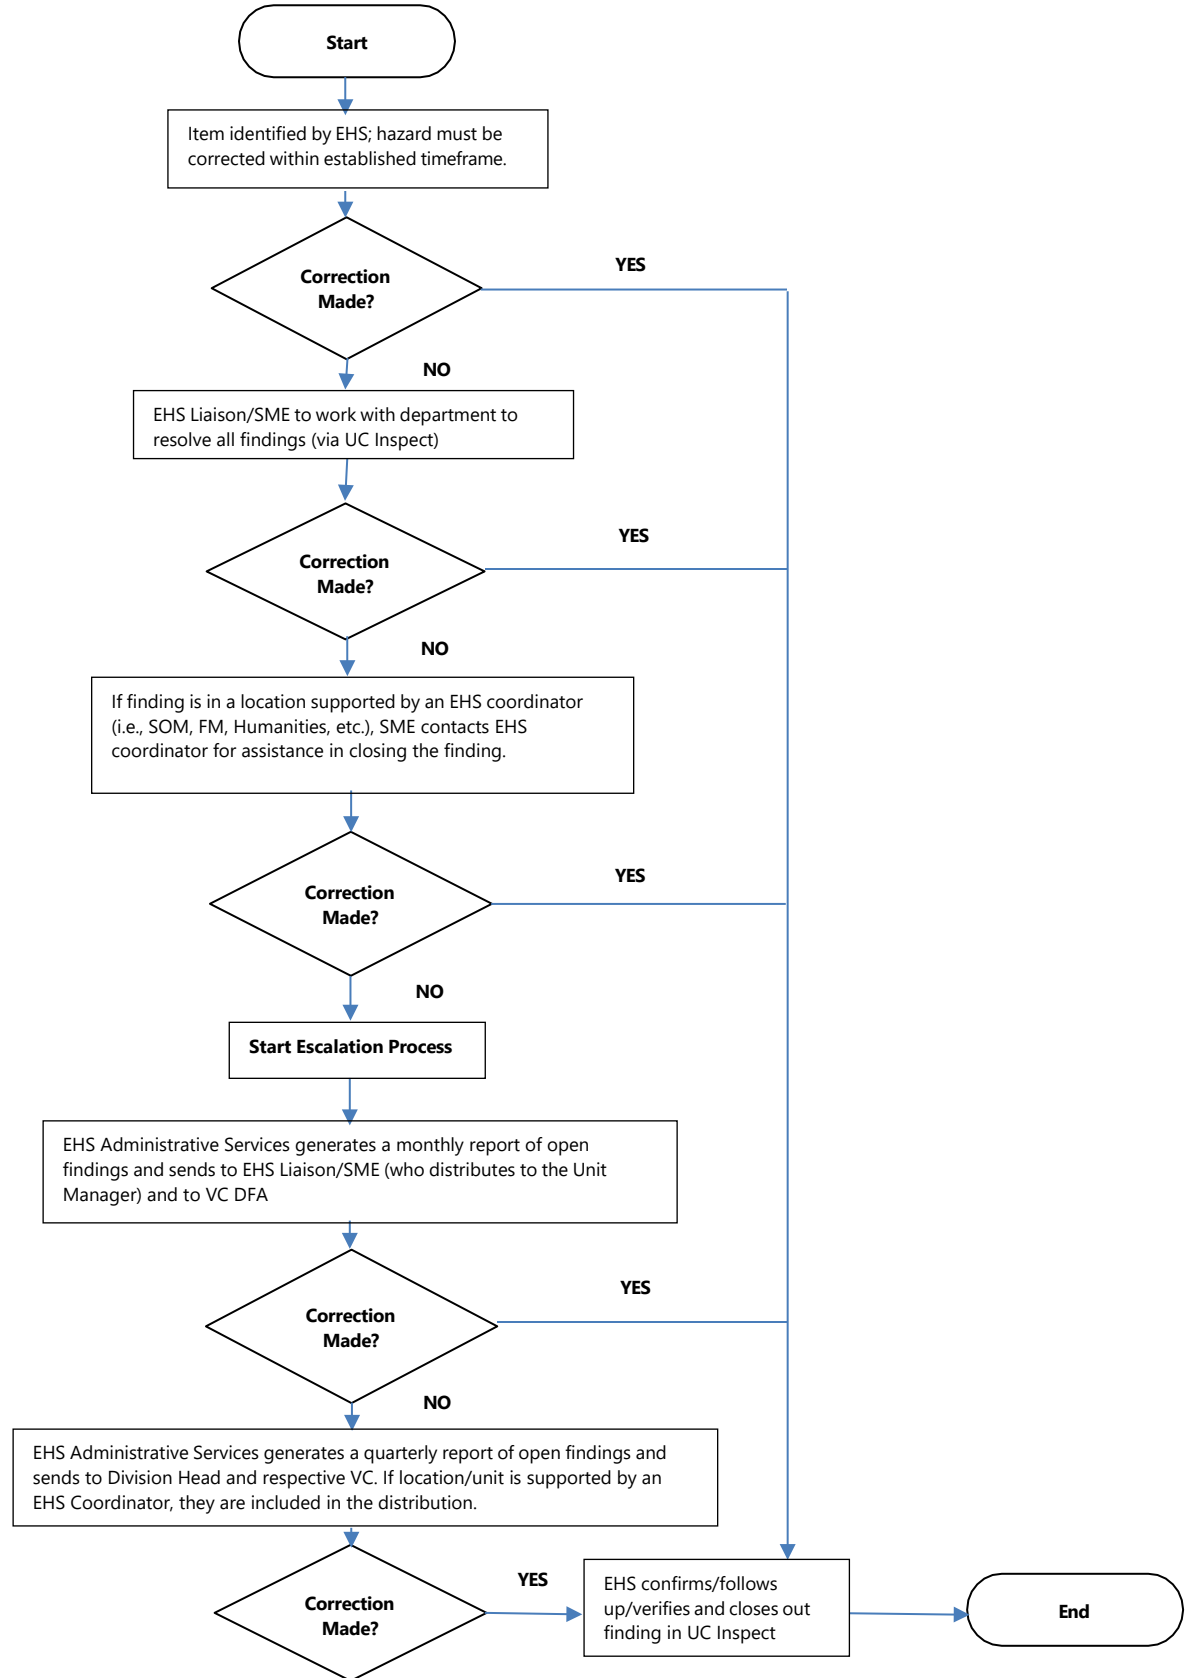 Start
Item identified by EHS; hazard must be
corrected within established timeframe.
Correction
Made?
YES
NO
EHS Liaison/SME to work with department to
resolve all findings (via UC Inspect)
Correction
Made?
YES
NO
If finding is in a location supported by an EHS coordinator
(i.e., SOM, FM, Humanities, etc.), SME contacts EHS
coordinator for assistance in closing the finding.
Correction
Made?
YES
NO
Start Escalation Process
EHS Administrative Services generates a monthly report of open
findings and sends to EHS Liaison/SME (who distributes to the Unit
Manager) and to VC DFA
Correction
Made?
YES
NO
EHS Administrative Services generates a quarterly report of open findings and
sends to Division Head and respective VC. If location/unit is supported by an
EHS Coordinator, they are included in the distribution.
Correction
Made?
YES
EHS confirms/follows
up/verifies and closes out
finding in UC Inspect
End